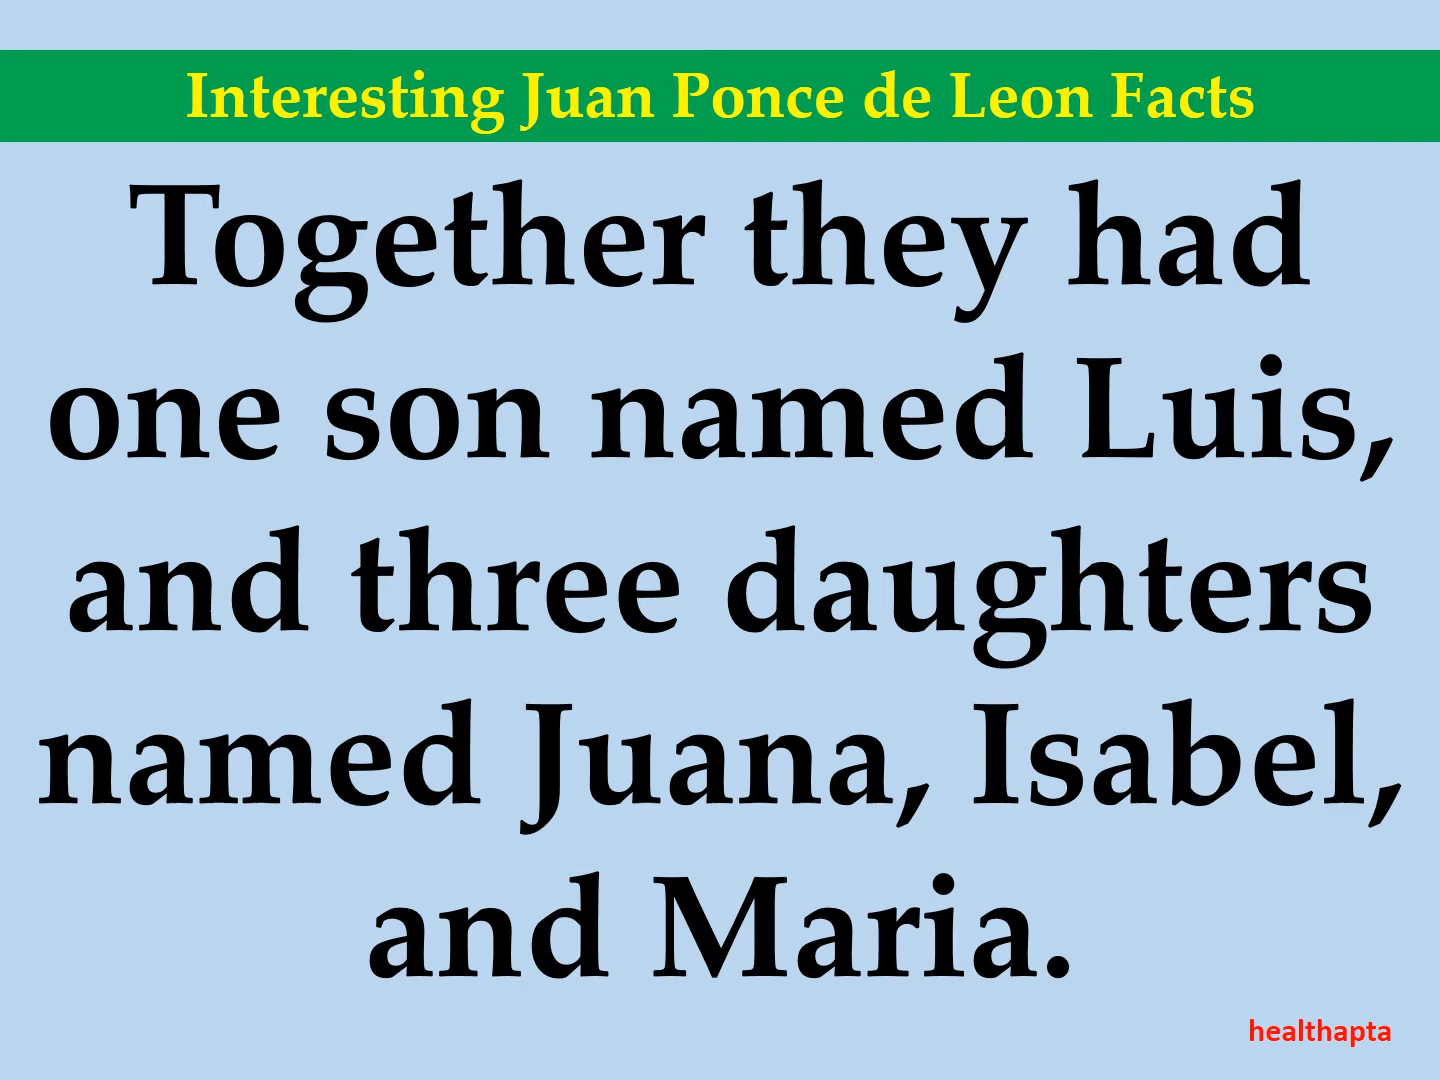 Interesting Juan Ponce de Leon Facts
Together they had
one son named Luis,
and three daughters
named Juana, Isabel,
and Maria.
healthapta